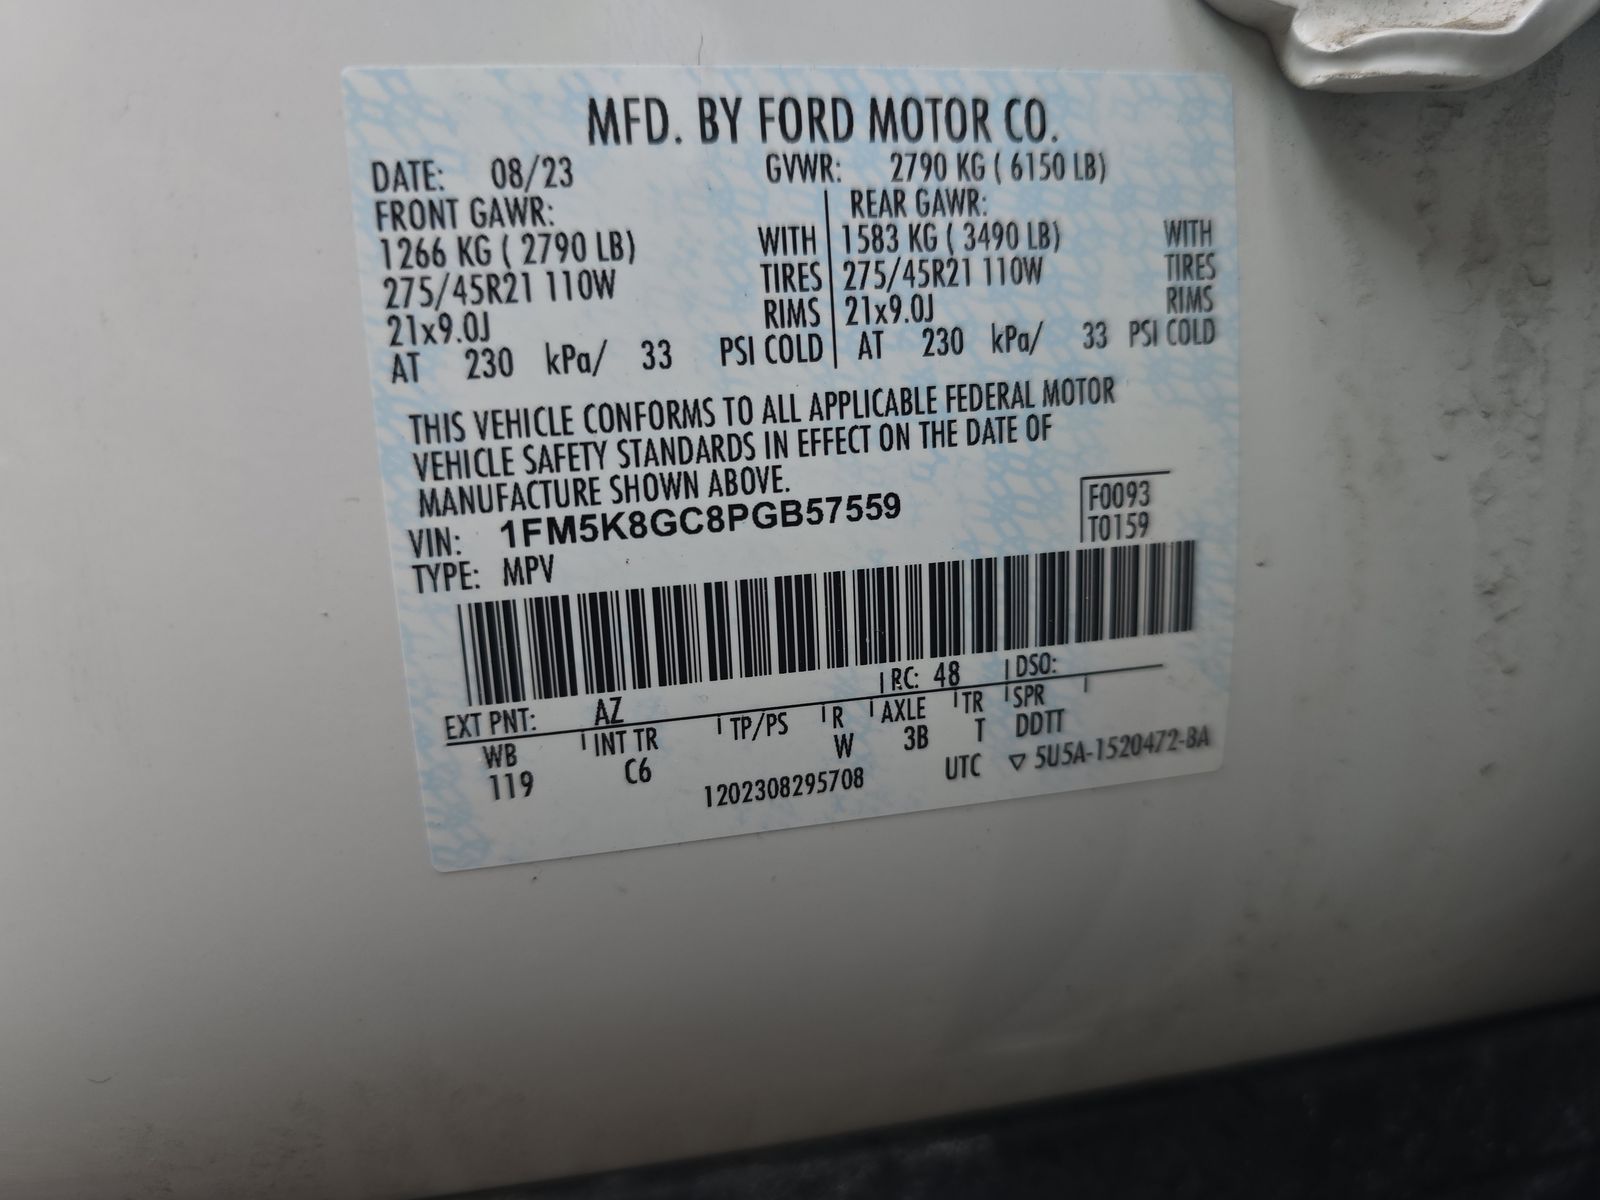 MFD. BY FORD MOTOR CO.
DATE: 08/23 GVWR: 2790 KG ( 6150 LB)
FRONT GAWR: REAR GAWR:
1266 KG ( 2790 LB) WITH 1583 KG ( 3490 LB) WITH
275/45R21 110W TIRES 275/45R21 110W TIRES
21x9.0J RIMS 21x9.0J RIMS
AT 230 kPa/ 33 PSI COLD AT 230 kPa/ 33 PSI COLD
THIS VEHICLE CONFORMS TO ALL APPLICABLE FEDERAL MOTOR
VEHICLE SAFETY STANDARDS IN EFFECT ON THE DATE OF
MANUFACTURE SHOWN ABOVE.
VIN: 1FM5K8GC8PGB57559 F0093
TYPE: MPV T0159
EXT PNT: AZ RC: 48 DSO:
WB INT TR TP/PS R AXLE TR SPR
119 C6 W 3B T DDTT
1202308295708 UTC ▽ 5U5A-1520472-BA